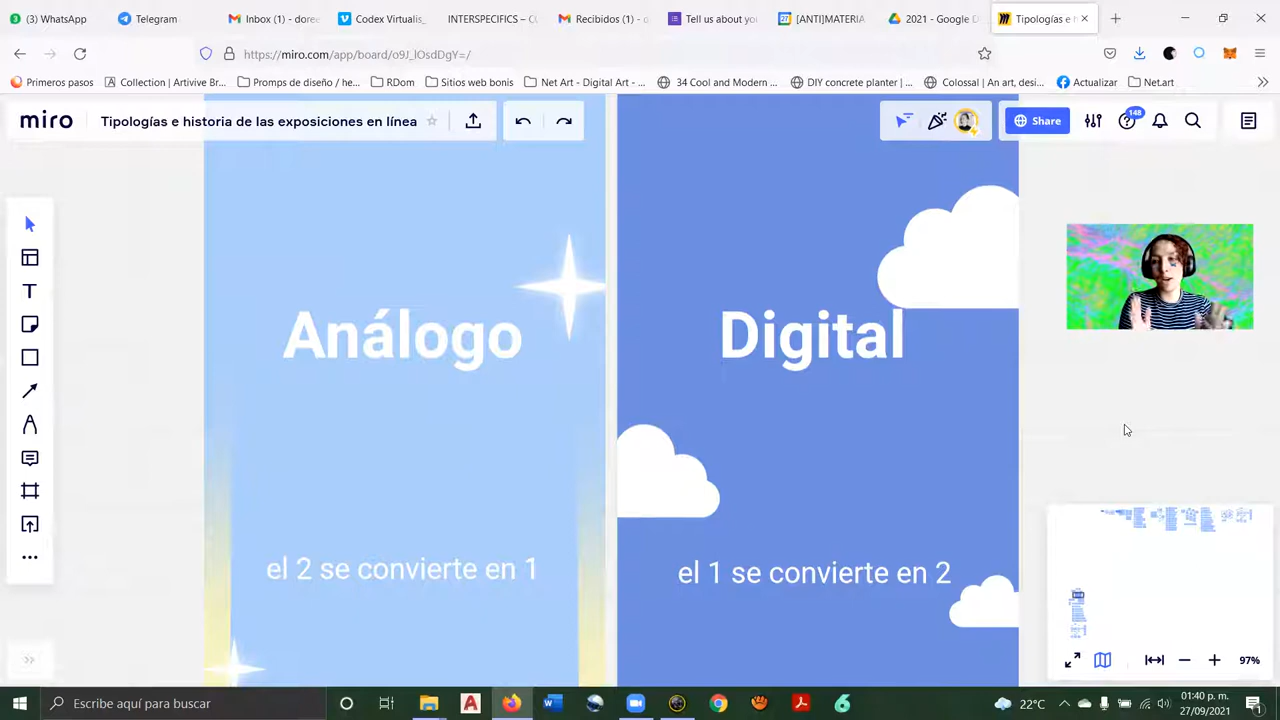 (3) WhatsApp
Telegram
Inbox (1) - dgree
Codex Virtualis_
INTERSPECIFICS – CO
Recibidos (1) - o
Tell us about you
[ANTI]MATERIA
2021 - Google D
Tipologías e h
https://miro.com/app/board/o9J_lOsdDgY=/
Primeros pasos
Collection | Artivive Br...
Promps de diseño / he...
RDom
Sitios web bonis
Net Art - Digital Art - ...
34 Cool and Modern ...
DIY concrete planter | ...
Colossal | An art, desi...
Actualizar
Net.art
miro
Tipologías e historia de las exposiciones en línea
Share
148
Análogo
Digital
el 2 se convierte en 1
el 1 se convierte en 2
97%
Escribe aquí para buscar
22°C
01:40 p. m.
27/09/2021